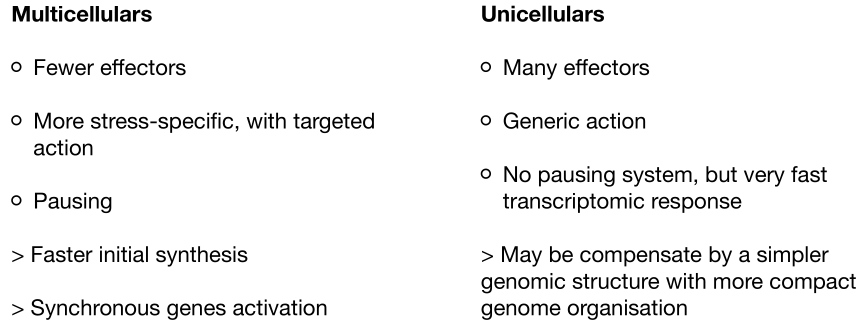 Multicellulars
○ Fewer effectors
○ More stress-specific, with targeted
action
○ Pausing
> Faster initial synthesis
> Synchronous genes activation
Unicellulars
○ Many effectors
○ Generic action
○ No pausing system, but very fast
transcriptomic response
> May be compensate by a simpler
genomic structure with more compact
genome organisation